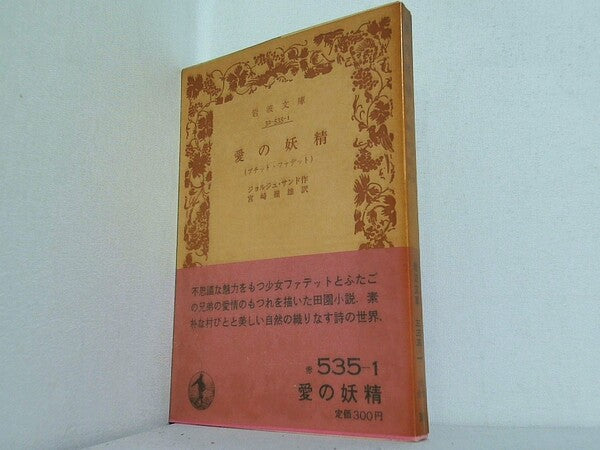 岩波文庫
32-535-1
愛の妖精
(プチット・ファデット)
ジョルジュ・サンド作
宮崎嶺雄訳
不思議な魅力をもつ少女ファデットとふたご
の兄弟の愛情のもつれを描いた田園小説．素
朴な村びとと美しい自然の織りなす詩の世界．
赤 535-1
愛の妖精
定価300円